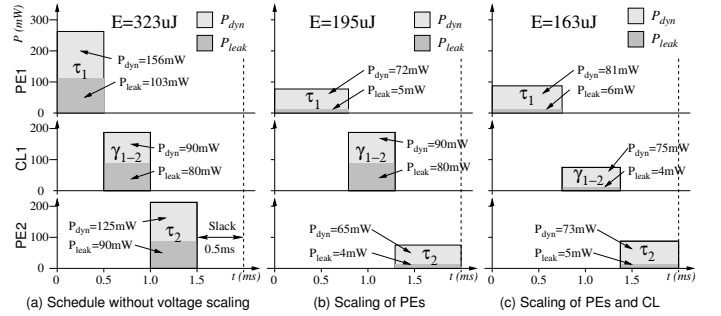 E=323uJ
P (mW)
P_dyn
P_leak
300
200
100
0
PE1
τ1
P_dyn=156mW
P_leak=103mW
200
100
0
CL1
γ1−2
P_dyn=90mW
P_leak=80mW
200
100
0
PE2
P_dyn=125mW
P_leak=90mW
τ2
Slack
0.5ms
0.5 1.0 1.5 t (ms)
(a) Schedule without voltage scaling
E=195uJ
P_dyn
P_leak
τ1
P_dyn=72mW
P_leak=5mW
γ1−2
P_dyn=90mW
P_leak=80mW
P_dyn=65mW
P_leak=4mW
τ2
0.5 1.0 1.5 t (ms)
(b) Scaling of PEs
E=163uJ
P_dyn
P_leak
τ1
P_dyn=81mW
P_leak=6mW
γ1−2
P_dyn=75mW
P_leak=4mW
P_dyn=73mW
P_leak=5mW
τ2
0.5 1.0 1.5 t (ms)
(c) Scaling of PEs and CL